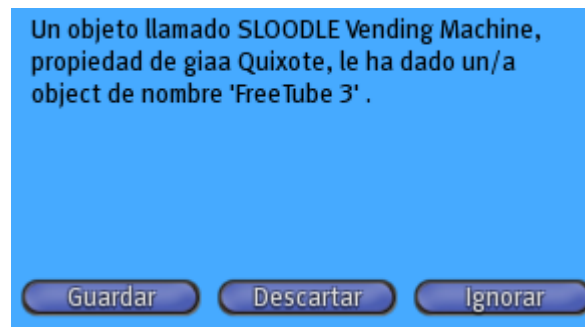 Un objeto llamado SLOODLE Vending Machine,
propiedad de giaa Quixote, le ha dado un/a
object de nombre 'FreeTube 3' .
Guardar Descartar Ignorar